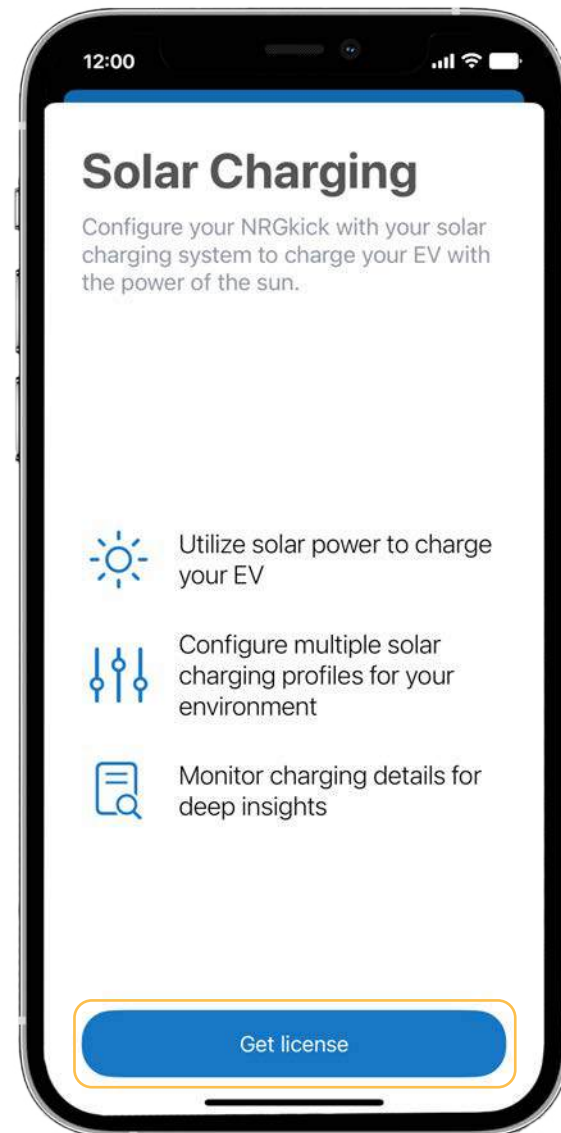 12:00
Solar Charging
Configure your NRGkick with your solar
charging system to charge your EV with
the power of the sun.
Utilize solar power to charge
your EV
Configure multiple solar
charging profiles for your
environment
Monitor charging details for
deep insights
Get license